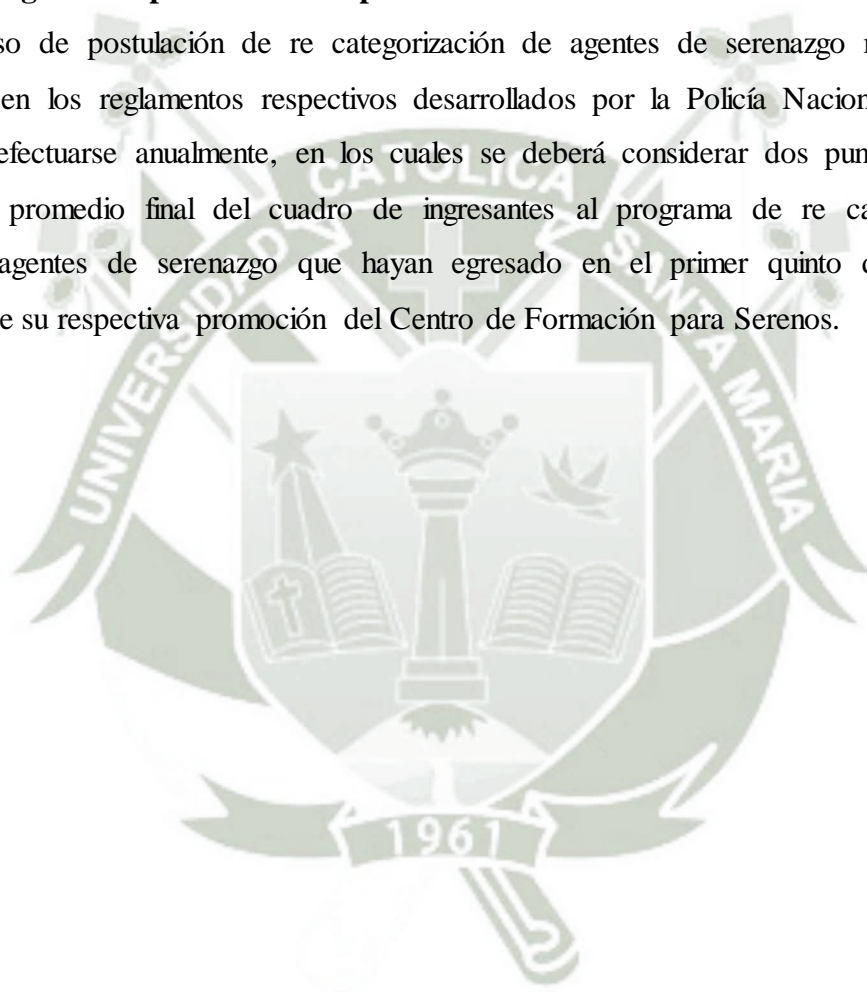 so de postulación de re categorización de agentes de serenazgo
en los reglamentos respectivos desarrollados por la Policía Nacion
efectuarse anualmente, en los cuales se deberá considerar dos pun
promedio final del cuadro de ingresantes al programa de re ca
agentes de serenazgo que hayan egresado en el primer quinto
e su respectiva promoción del Centro de Formación para Serenos.
UNIVERSIDAD CATOLICA SANTA MARIA
1961